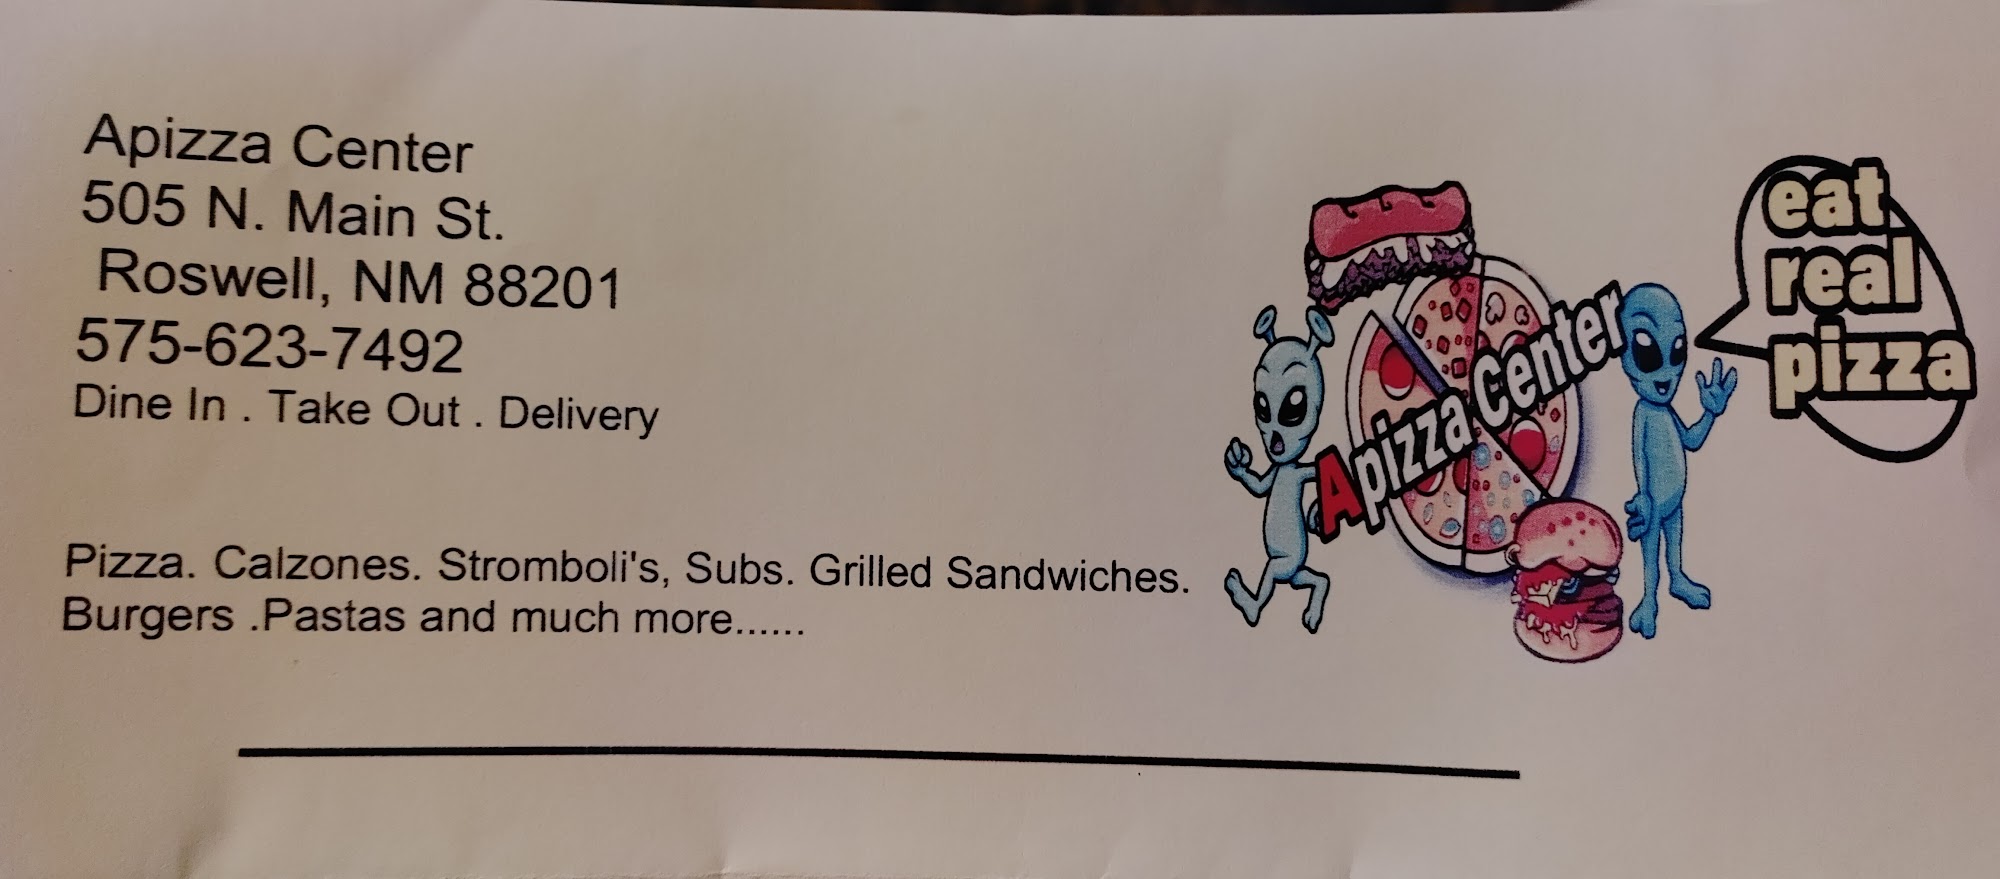 Apizza Center
505 N. Main St.
Roswell, NM 88201
575-623-7492
Dine In . Take Out . Delivery
Pizza. Calzones. Stromboli's, Subs. Grilled Sandwiches.
Burgers .Pastas and much more......
Apizza Center
eat
real
pizza